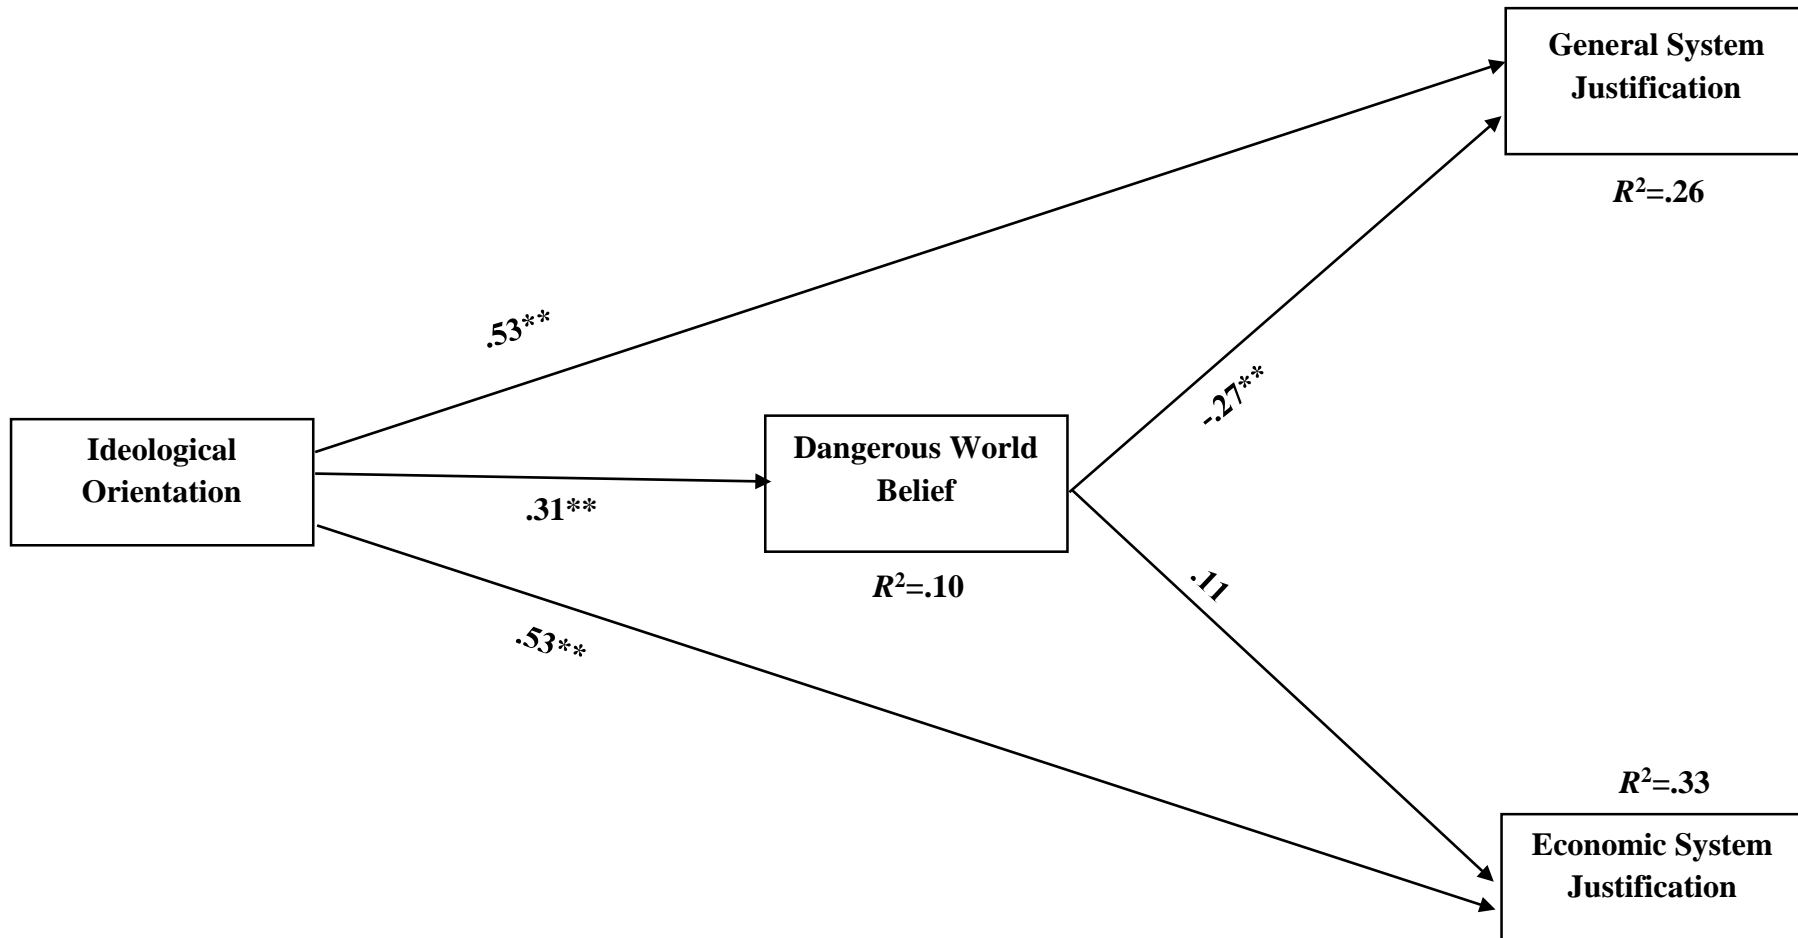 General System
Justification
R²=.26
.53**
-.27**
Ideological
Orientation
.31**
Dangerous World
Belief
R²=.10
.11
.53**
R²=.33
Economic System
Justification